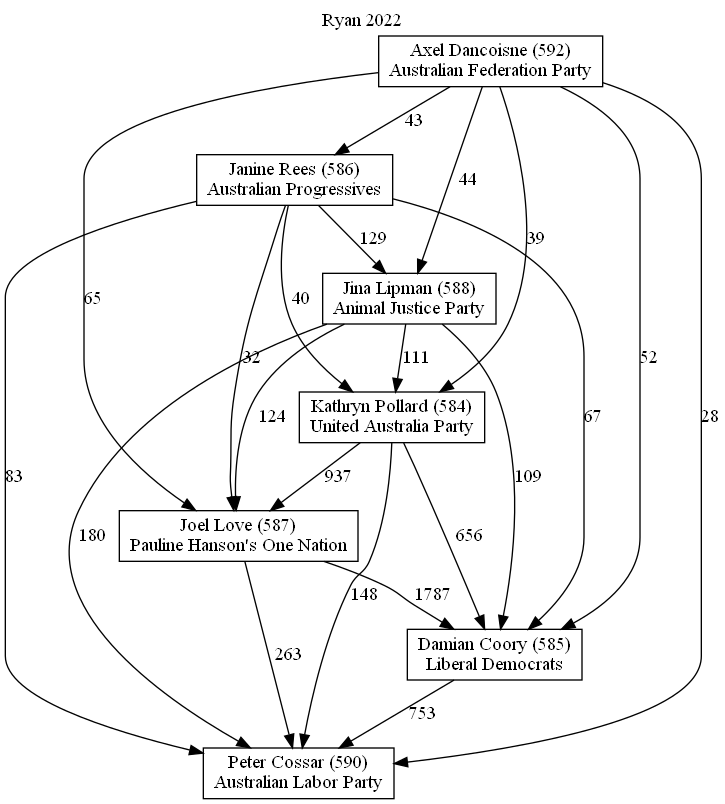 Ryan 2022
Axel Dancoisne (592)
Australian Federation Party
43
Janine Rees (586)
Australian Progressives
44
129
39
Jina Lipman (588)
Animal Justice Party
65
40
32
111
52
Kathryn Pollard (584)
United Australia Party
124
67
28
83
937
109
Joel Love (587)
Pauline Hanson's One Nation
180
656
148
1787
Damian Coory (585)
Liberal Democrats
263
753
Peter Cossar (590)
Australian Labor Party